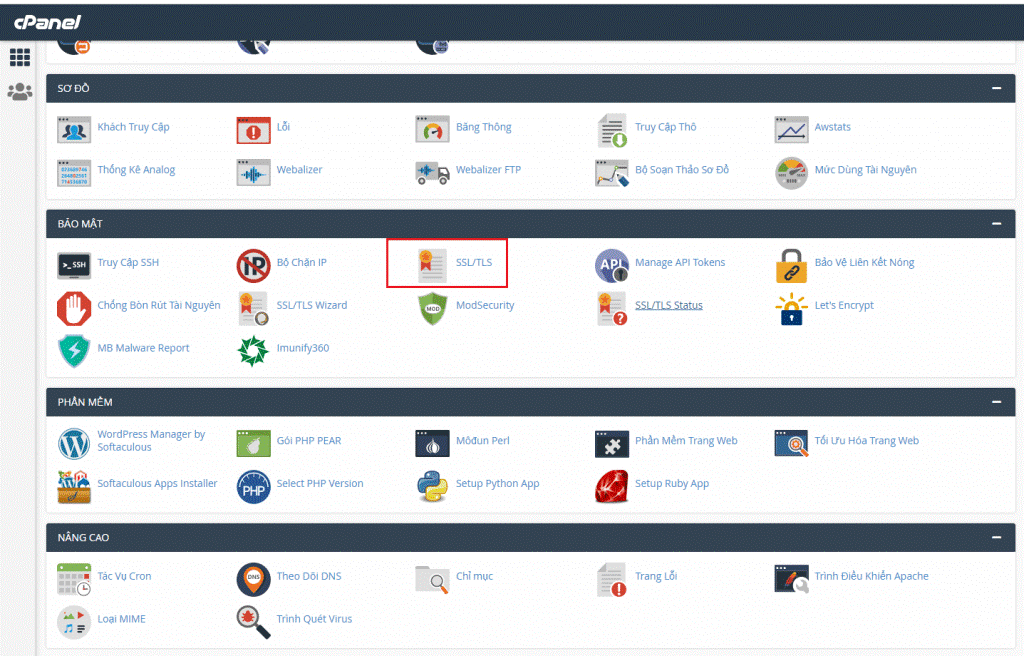 cPanel
SƠ ĐỒ
Khách Truy Cập
Lỗi
Băng Thông
Truy Cập Thô
Awstats
Thống Kê Analog
Webalizer
Webalizer FTP
Bộ Soạn Thảo Sơ Đồ
Mức Dùng Tài Nguyên
BẢO MẬT
>_SSH
Truy Cập SSH
IP
Bộ Chặn IP
SSL/TLS
API
Manage API Tokens
Bảo Vệ Liên Kết Nóng
Chống Bòn Rút Tài Nguyên
SSL/TLS Wizard
MOD
ModSecurity
SSL/TLS Status
Let's Encrypt
MB Malware Report
Imunify360
PHẦN MỀM
WordPress Manager by
Softaculous
Gói PHP PEAR
Môđun Perl
Phần Mềm Trang Web
Tối Ưu Hóa Trang Web
Softaculous Apps Installer
PHP
Select PHP Version
Setup Python App
Setup Ruby App
NÂNG CAO
Tác Vụ Cron
DNS
Theo Dõi DNS
Chỉ mục
Trang Lỗi
Trình Điều Khiển Apache
Loại MIME
Trình Quét Virus